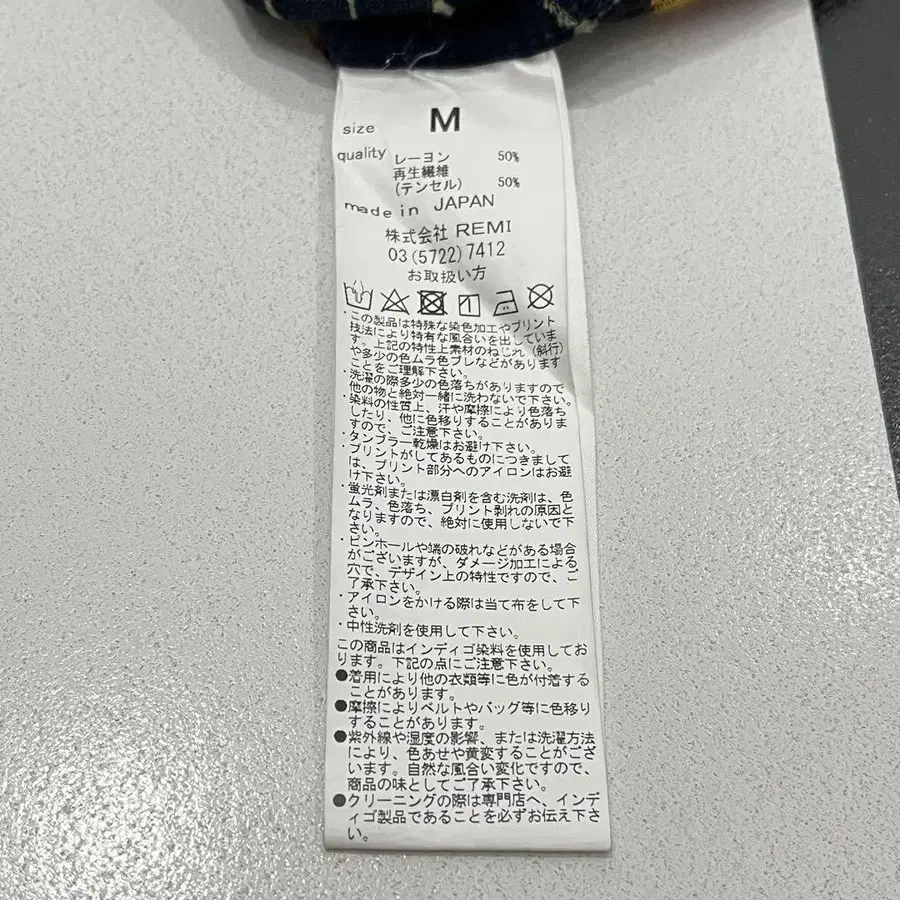 size M
quality レーヨン 50%
再生繊維
(テンセル) 50%
made in JAPAN
株式会社 REMI
03(5722)7412
お取扱い方
・この製品は特殊な染色加工やプリント
技法により特有な風合いを出していま
す。上記の特性上素材のねじれ(斜行)
や多少の色ムラ色ブレなどがあります
ことをご理解下さい。
・洗濯の際多少の色落ちがありますので
他の物と絶対一緒に洗わないで下さい。
・染料の性質上、汗や摩擦により色落ち
したり、他に色移りすることがありま
すので、ご注意下さい。
・タンブラー乾燥はお避け下さい。
・プリントがしてあるものにつきまして
は、プリント部分へのアイロンはお避
け下さい。
・蛍光剤または漂白剤を含む洗剤は、色
ムラ、色落ち、プリント剥れの原因と
なりますので、絶対に使用しないで下
さい。
・ピンホールや端の破れなどがある場合
がございますが、ダメージ加工による
穴で、デザイン上の特性ですので、ご
了承下さい。
・アイロンをかける際は当て布をして下
さい。
・中性洗剤を使用して下さい。
この商品はインディゴ染料を使用してお
ります。下記の点にご注意下さい。
●着用により他の衣類等に色が付着する
ことがあります。
●摩擦によりベルトやバッグ等に色移り
することがあります。
●紫外線や湿度の影響、または洗濯方法
により、色あせや黄変することがござ
います。自然な風合い変化ですので、
商品の味としてご了承下さい。
●クリーニングの際は専門店へ、インデ
ィゴ製品であることを必ずお伝え下さ
い。